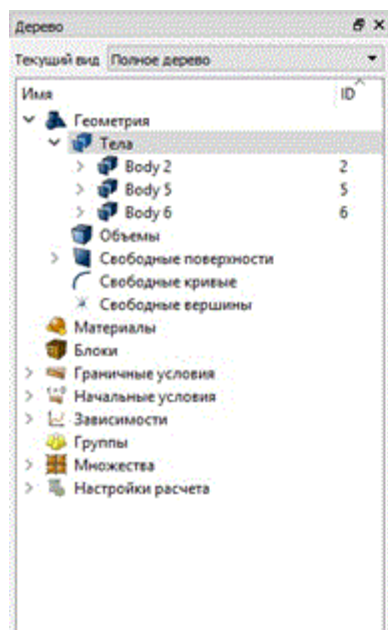 Дерево
Текущий вид Полное дерево
Имя ID
Геометрия
Тела
Body 2 2
Body 5 5
Body 6 6
Объемы
Свободные поверхности
Свободные кривые
Свободные вершины
Материалы
Блоки
Граничные условия
Начальные условия
Зависимости
Группы
Множества
Настройки расчета